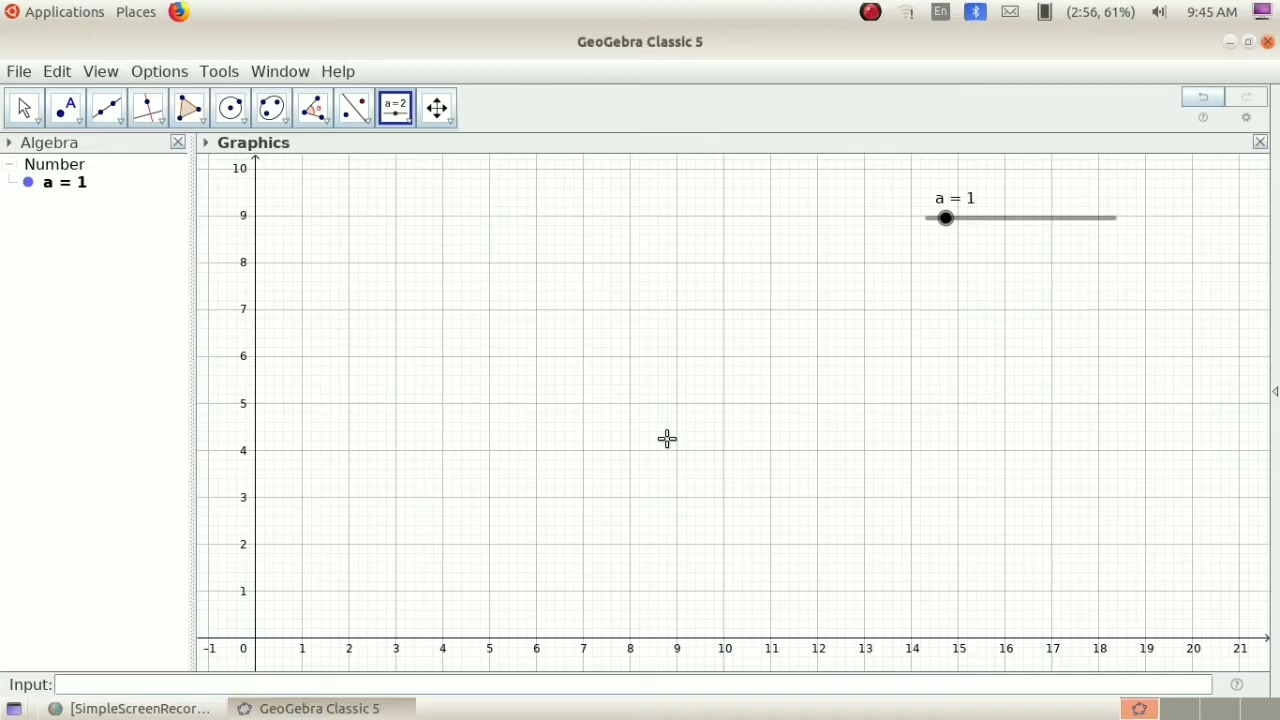 Applications Places En (2:56, 61%) 9:45 AM
GeoGebra Classic 5
File Edit View Options Tools Window Help
A α a=2
Algebra Graphics
Number
a = 1
a = 1
10
9
8
7
6
5
4
3
2
1
-1 0 1 2 3 4 5 6 7 8 9 10 11 12 13 14 15 16 17 18 19 20 21
Input:
[SimpleScreenRecor... GeoGebra Classic 5